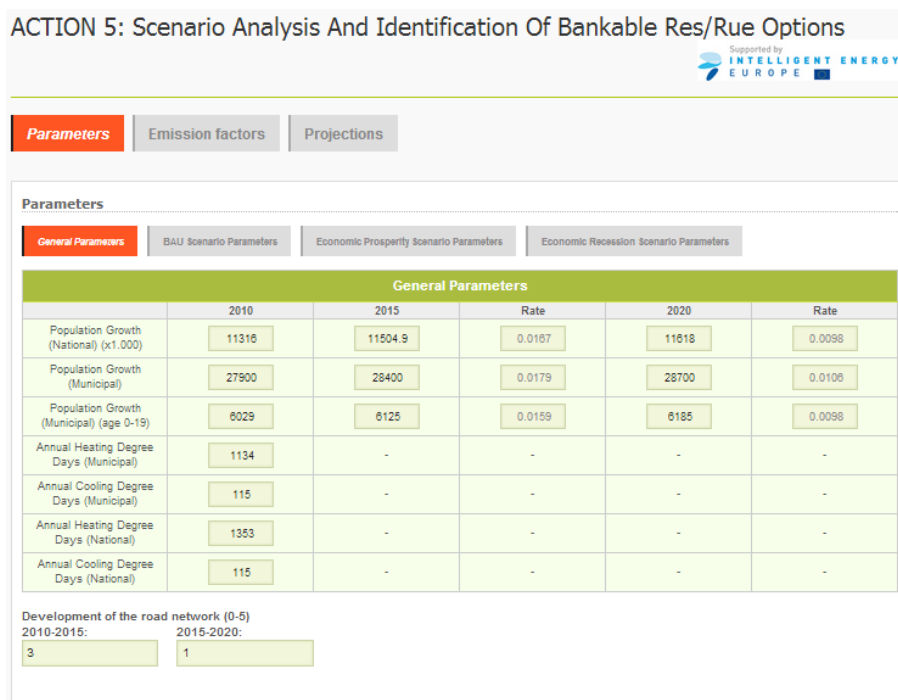 ACTION 5: Scenario Analysis And Identification Of Bankable Res/Rue Options
Supported by
INTELLIGENT ENERGY
EUROPE
Parameters Emission factors Projections
Parameters
General Parameters BAU Scenario Parameters Economic Prosperity Scenario Parameters Economic Recession Scenario Parameters
General Parameters
2010 2015 Rate 2020 Rate
Population Growth
(National) (x1.000) 11316 11504.9 0.0167 11618 0.0098
Population Growth
(Municipal) 27900 28400 0.0179 28700 0.0106
Population Growth
(Municipal) (age 0-19) 6029 6125 0.0159 6185 0.0098
Annual Heating Degree
Days (Municipal) 1134 - - - -
Annual Cooling Degree
Days (Municipal) 115 - - - -
Annual Heating Degree
Days (National) 1353 - - - -
Annual Cooling Degree
Days (National) 115 - - - -
Development of the road network (0-5)
2010-2015: 2015-2020:
3 1